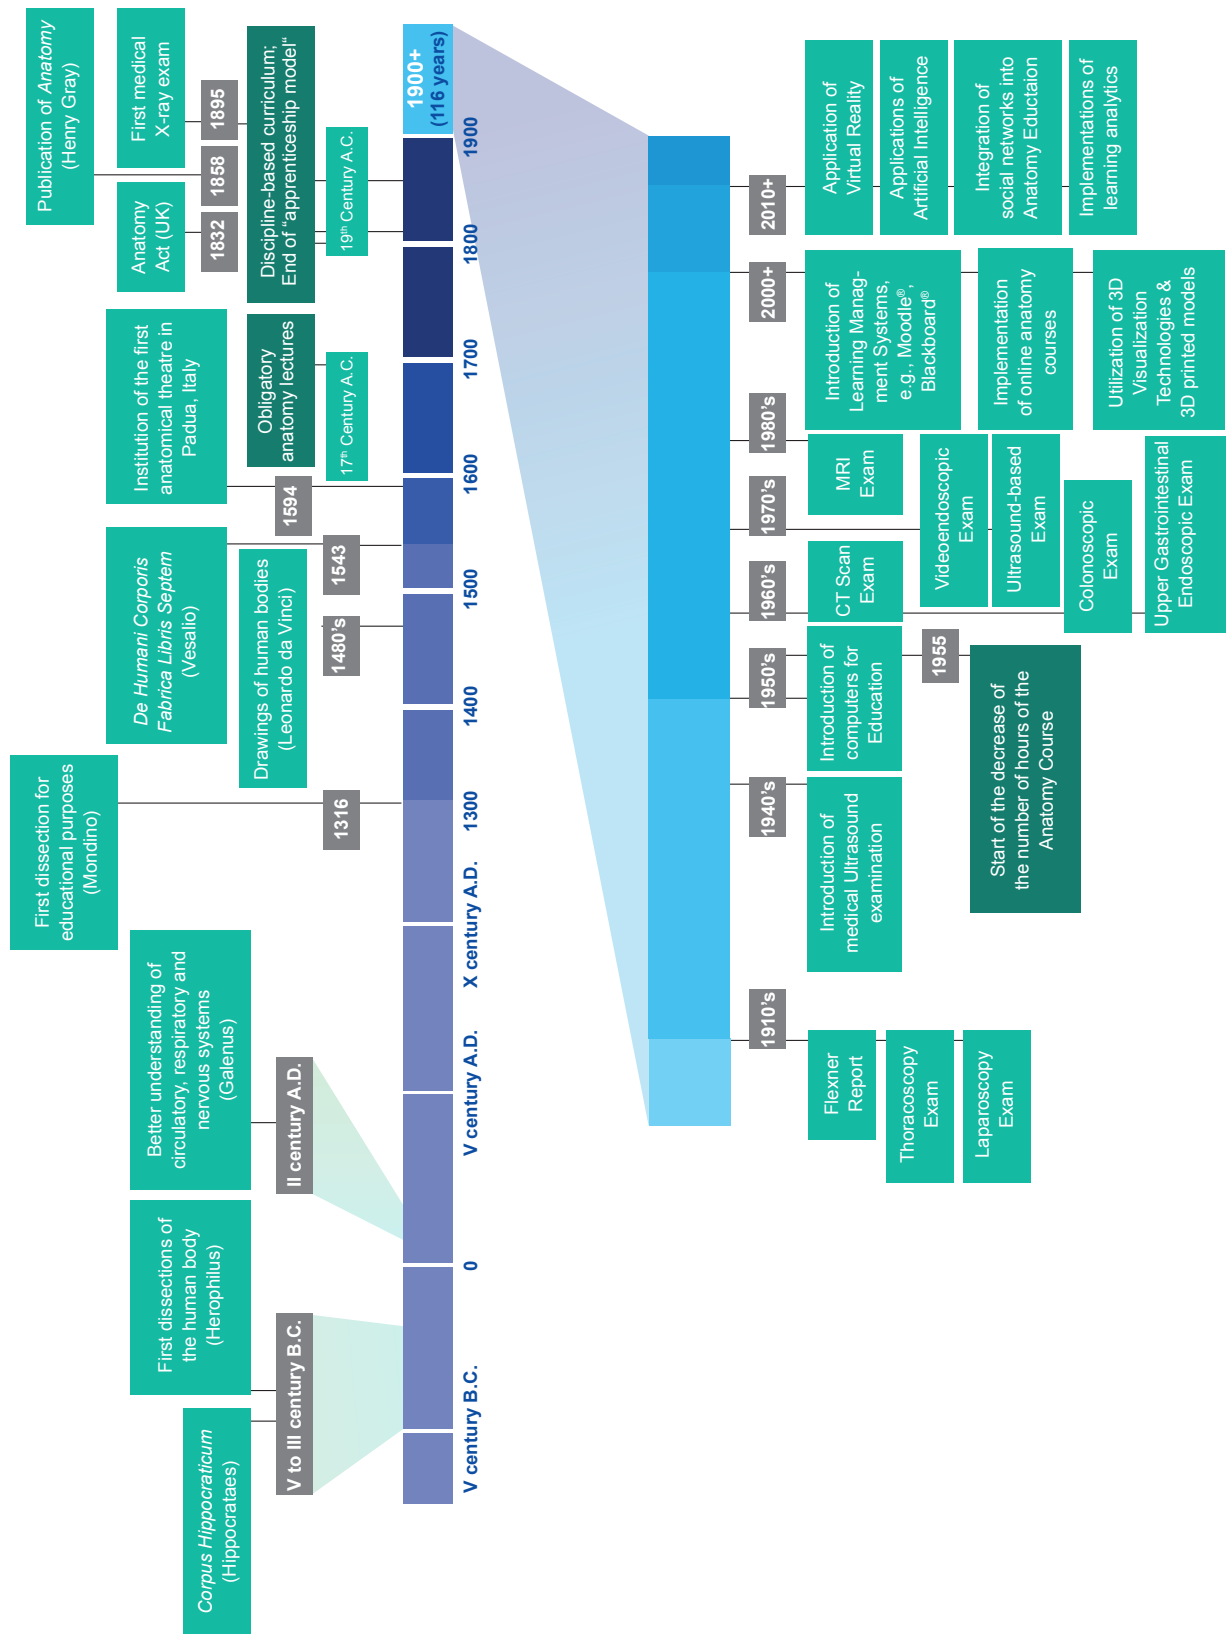 Corpus Hippocraticum
(Hippocrataes)
First dissections of
the human body
(Herophilus)
V to III century B.C.
Better understanding of
circulatory, respiratory and
nervous systems
(Galenus)
II century A.D.
First dissection for
educational purposes
(Mondino)
1316
De Humani Corporis
Fabrica Libris Septem
(Vesalio)
1543
Drawings of human bodies
(Leonardo da Vinci)
1480's
Institution of the first
anatomical theatre in
Padua, Italy
1594
Obligatory
anatomy lectures
17th Century A.C.
Publication of Anatomy
(Henry Gray)
Anatomy
Act (UK)
First medical
X-ray exam
1832
1858
1895
Discipline-based curriculum;
End of “apprenticeship model“
19th Century A.C.
1900+
(116 years)
V century B.C.
0
V century A.D.
X century A.D.
1300
1400
1500
1600
1700
1800
1900
1910's
Flexner
Report
Thoracoscopy
Exam
Laparoscopy
Exam
1940's
Introduction of
medical Ultrasound
examination
1950's
Introduction of
computers for
Education
1955
Start of the decrease of
the number of hours of the
Anatomy Course
1960's
CT Scan
Exam
Colonoscopic
Exam
Upper Gastrointestinal
Endoscopic Exam
1970's
Videoendoscopic
Exam
Ultrasound-based
Exam
1980's
MRI
Exam
2000+
Introduction of
Learning Manag-
ment Systems,
e.g., Moodle®,
Blackboard®
Implementation
of online anatomy
courses
Utilization of 3D
Visualization
Technologies &
3D printed models
2010+
Application of
Virtual Reality
Applications of
Artificial Intelligence
Integration of
social networks into
Anatomy Eductaion
Implementations of
learning analytics